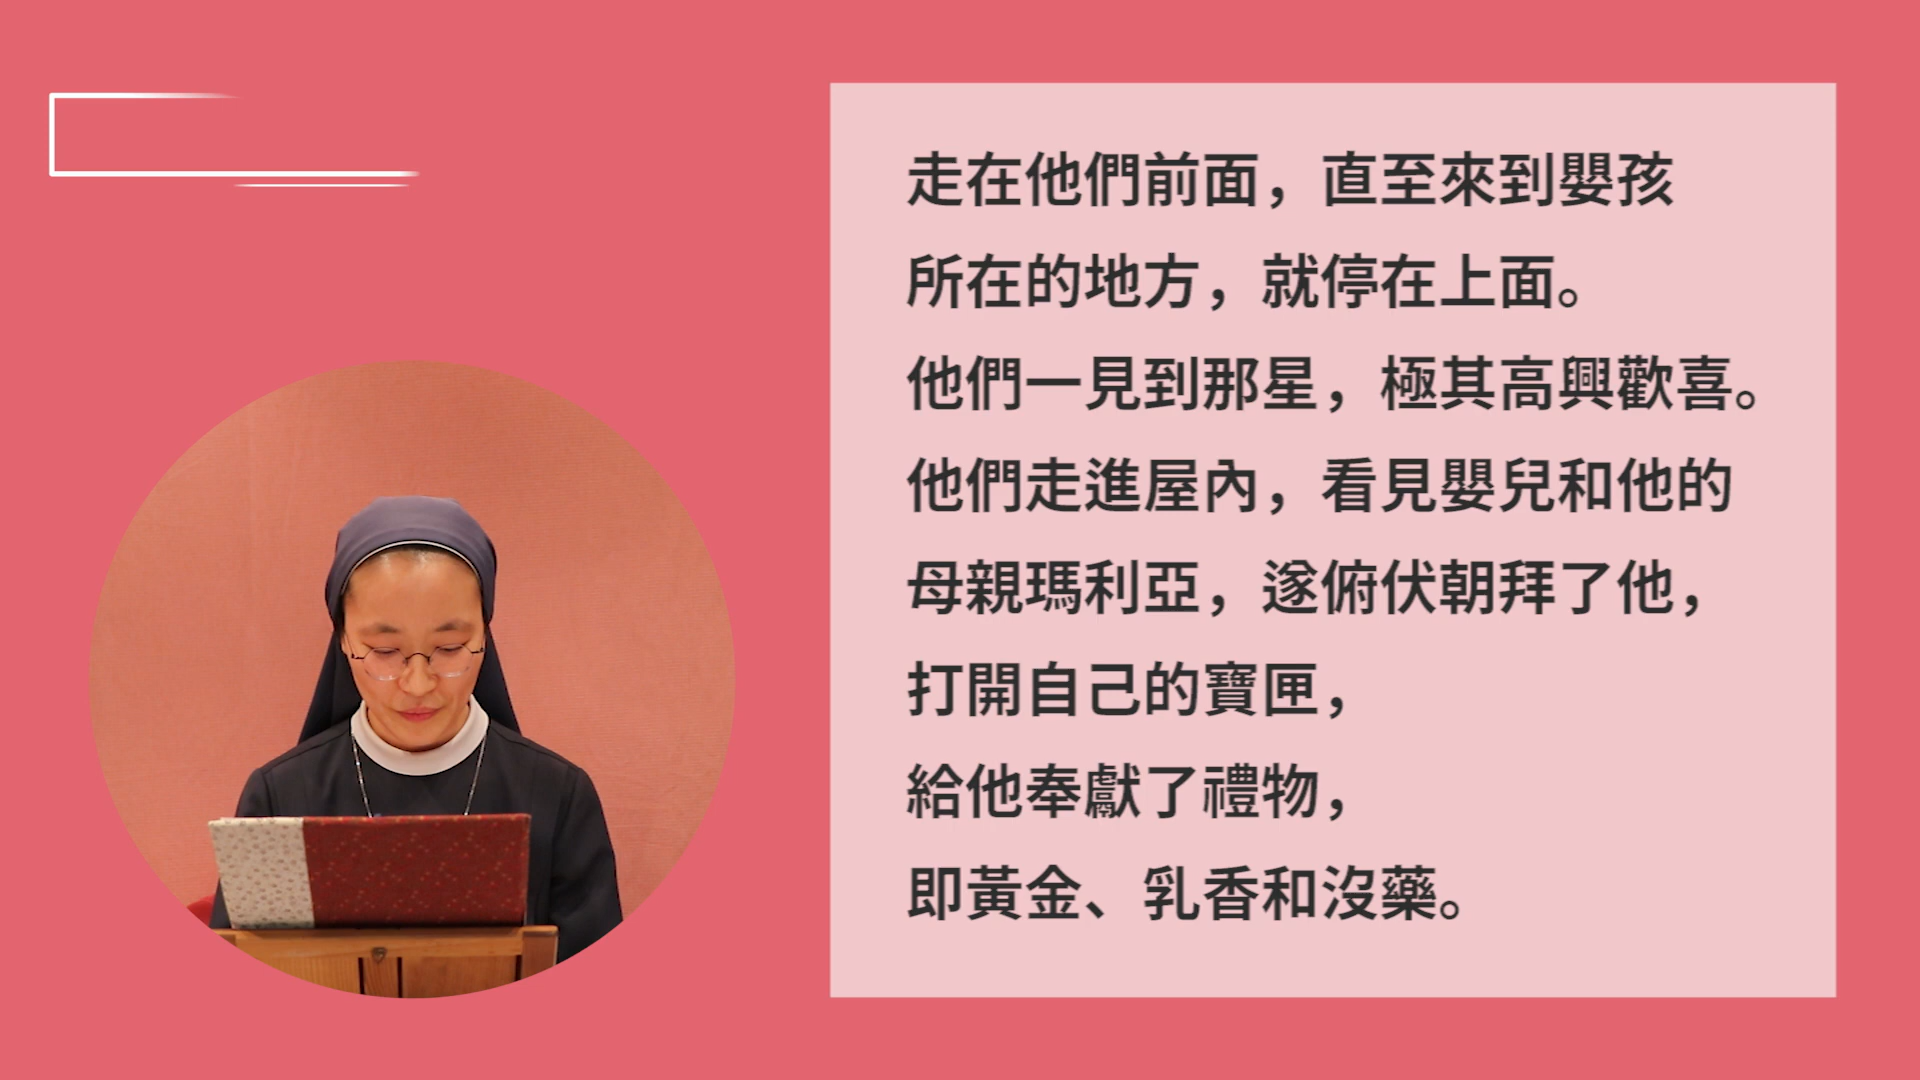 走在他們前面，直至來到嬰孩
所在的地方，就停在上面。
他們一見到那星，極其高興歡喜。
他們走進屋內，看見嬰兒和他的
母親瑪利亞，遂俯伏朝拜了他，
打開自己的寶匣，
給他奉獻了禮物，
即黃金、乳香和沒藥。